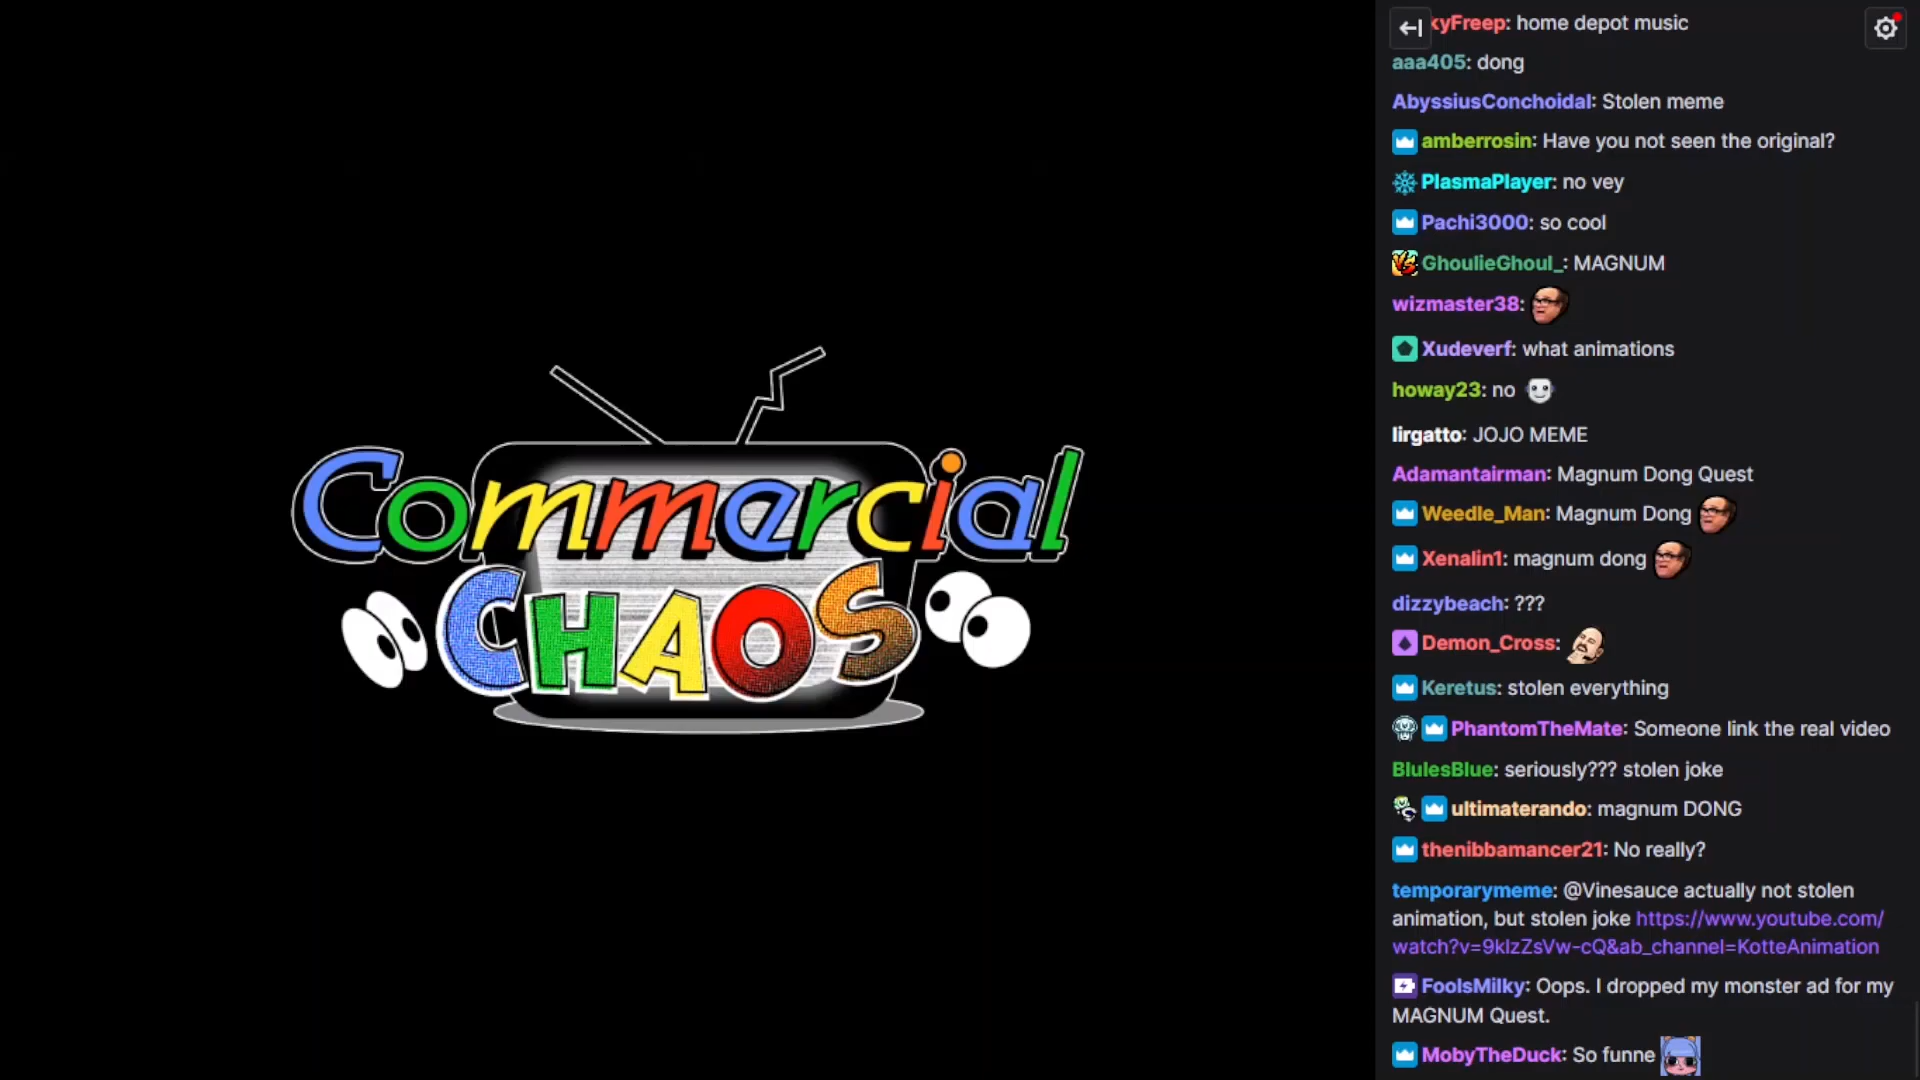 Commercial
CHAOS
kyFreep: home depot music
aaa405: dong
AbyssiusConchoidal: Stolen meme
amberrosin: Have you not seen the original?
PlasmaPlayer: no vey
Pachi3000: so cool
GhoulieGhoul_: MAGNUM
wizmaster38:
Xudeverf: what animations
howay23: no
lirgatto: JOJO MEME
Adamantairman: Magnum Dong Quest
Weedle_Man: Magnum Dong
Xenalin1: magnum dong
dizzybeach: ???
Demon_Cross:
Keretus: stolen everything
PhantomTheMate: Someone link the real video
BlulesBlue: seriously??? stolen joke
ultimaterando: magnum DONG
thenibbamancer21: No really?
temporarymeme: @Vinesauce actually not stolen
animation, but stolen joke https://www.youtube.com/
watch?v=9klzZsVw-cQ&ab_channel=KotteAnimation
FoolsMilky: Oops. I dropped my monster ad for my
MAGNUM Quest.
MobyTheDuck: So funne